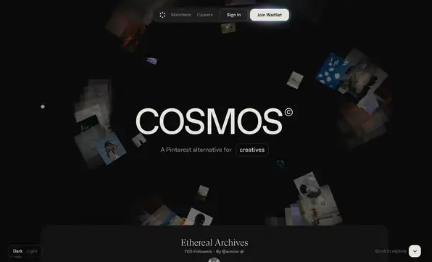 Manifesto Careers Sign In Join Waitlist
COSMOS©
A Pinterest alternative for creatives
Ethereal Archives
Dark Light
Scroll to explore